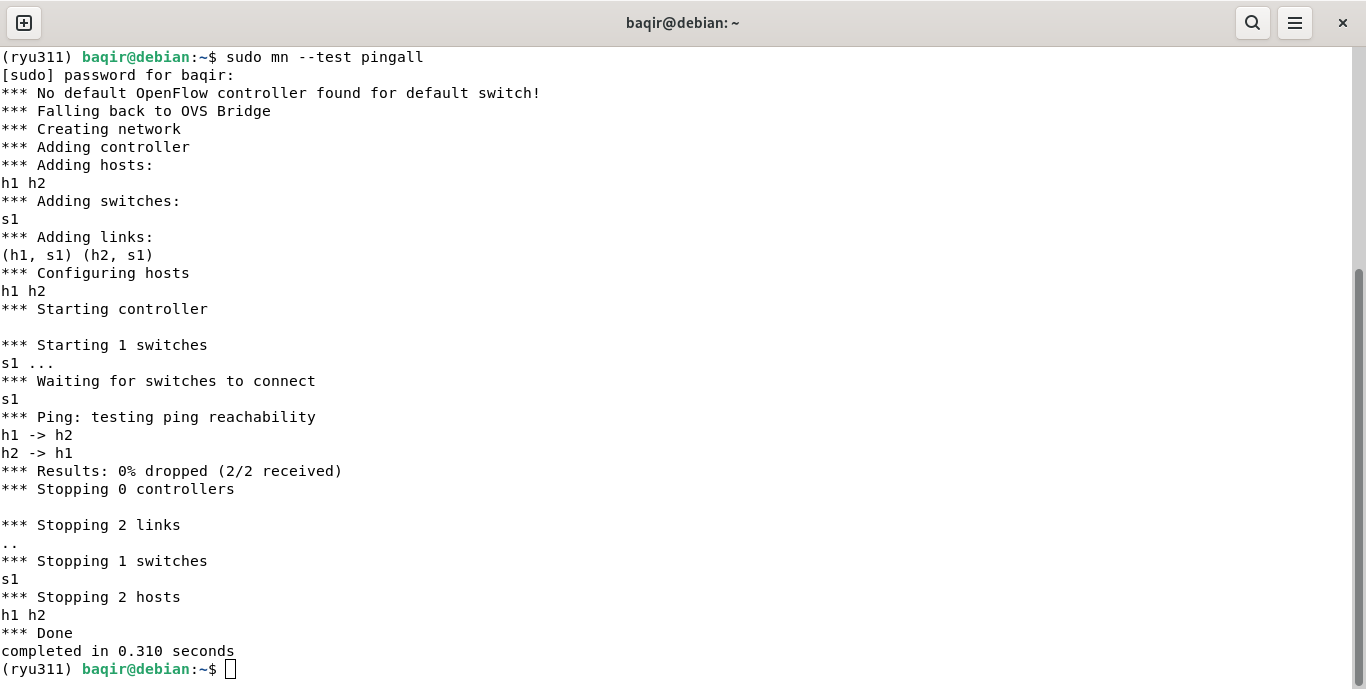 baqir@debian: ~
(ryu311) baqir@debian:~$ sudo mn --test pingall
[sudo] password for baqir:
*** No default OpenFlow controller found for default switch!
*** Falling back to OVS Bridge
*** Creating network
*** Adding controller
*** Adding hosts:
h1 h2
*** Adding switches:
s1
*** Adding links:
(h1, s1) (h2, s1)
*** Configuring hosts
h1 h2
*** Starting controller

*** Starting 1 switches
s1 ...
*** Waiting for switches to connect
s1
*** Ping: testing ping reachability
h1 -> h2
h2 -> h1
*** Results: 0% dropped (2/2 received)
*** Stopping 0 controllers

*** Stopping 2 links
..
*** Stopping 1 switches
s1
*** Stopping 2 hosts
h1 h2
*** Done
completed in 0.310 seconds
(ryu311) baqir@debian:~$